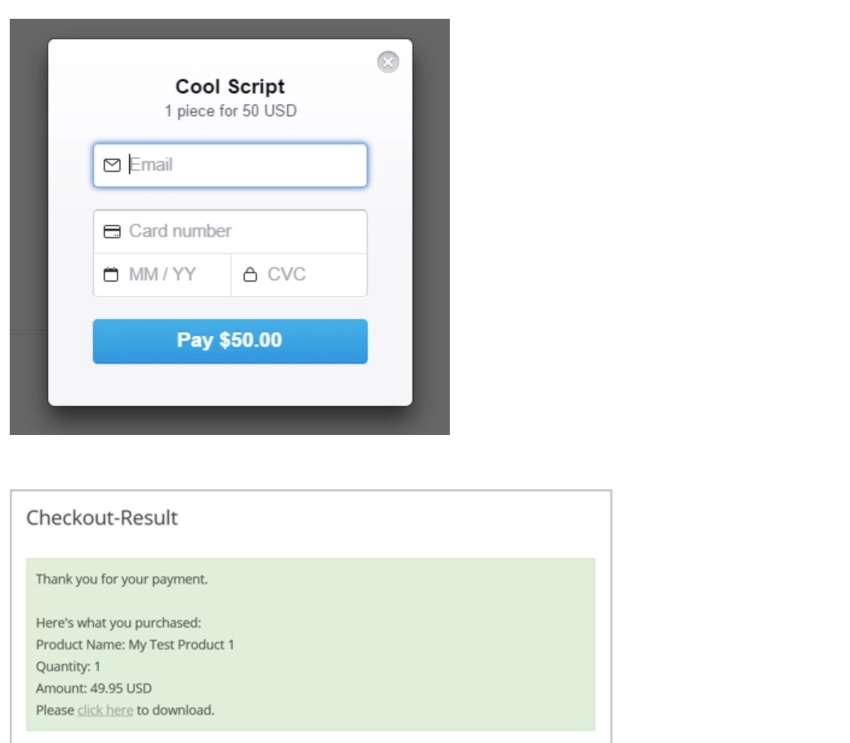 Cool Script
1 piece for 50 USD
Email
Card number
MM / YY
CVC
Pay $50.00
Checkout-Result
Thank you for your payment.
Here's what you purchased:
Product Name: My Test Product 1
Quantity: 1
Amount: 49.95 USD
Please click here to download.